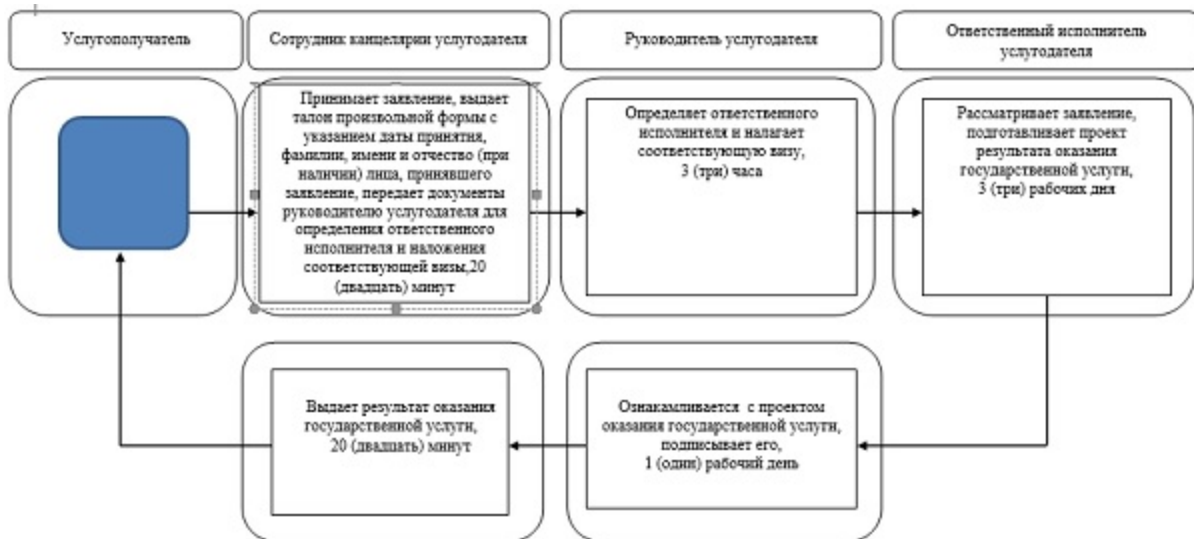 Услугополучатель
Сотрудник канцелярии услугодателя
Руководитель услугодателя
Ответственный исполнитель
услугодателя
Принимает заявление, выдает
талон произвольной формы с
указанием даты принятия,
фамилии, имени и отчество (при
наличии) лица, принявшего
заявление, передает документы
руководителю услугодателя для
определения ответственного
исполнителя и наложения
соответствующей визы,20
(двадцать) минут
Определяет ответственного
исполнителя и налагает
соответствующую визу,
3 (три) часа
Рассматривает заявление,
подготавливает проект
результата оказания
государственной услуги,
3 (три) рабочих дня
Выдает результат оказания
государственной услуги,
20 (двадцать) минут
Ознакамливается с проектом
оказания государственной услуги,
подписывает его,
1 (один) рабочий день